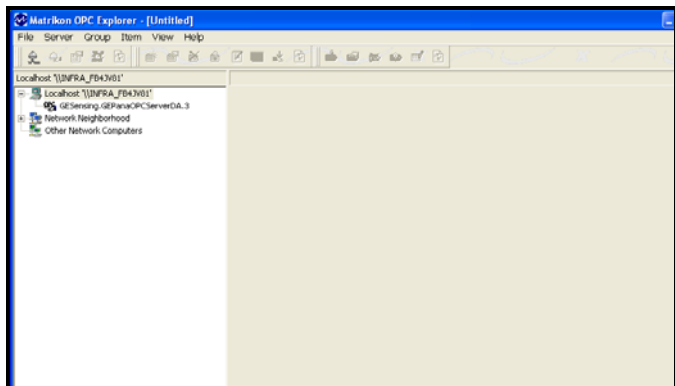 Matrikon OPC Explorer - [Untitled]
File Server Group Item View Help
Localhost '\\INFRA_FB4JV01'
Localhost '\\INFRA_FB4JV01'
GESensing.GEPanaOPCServerDA.3
Network Neighborhood
Other Network Computers